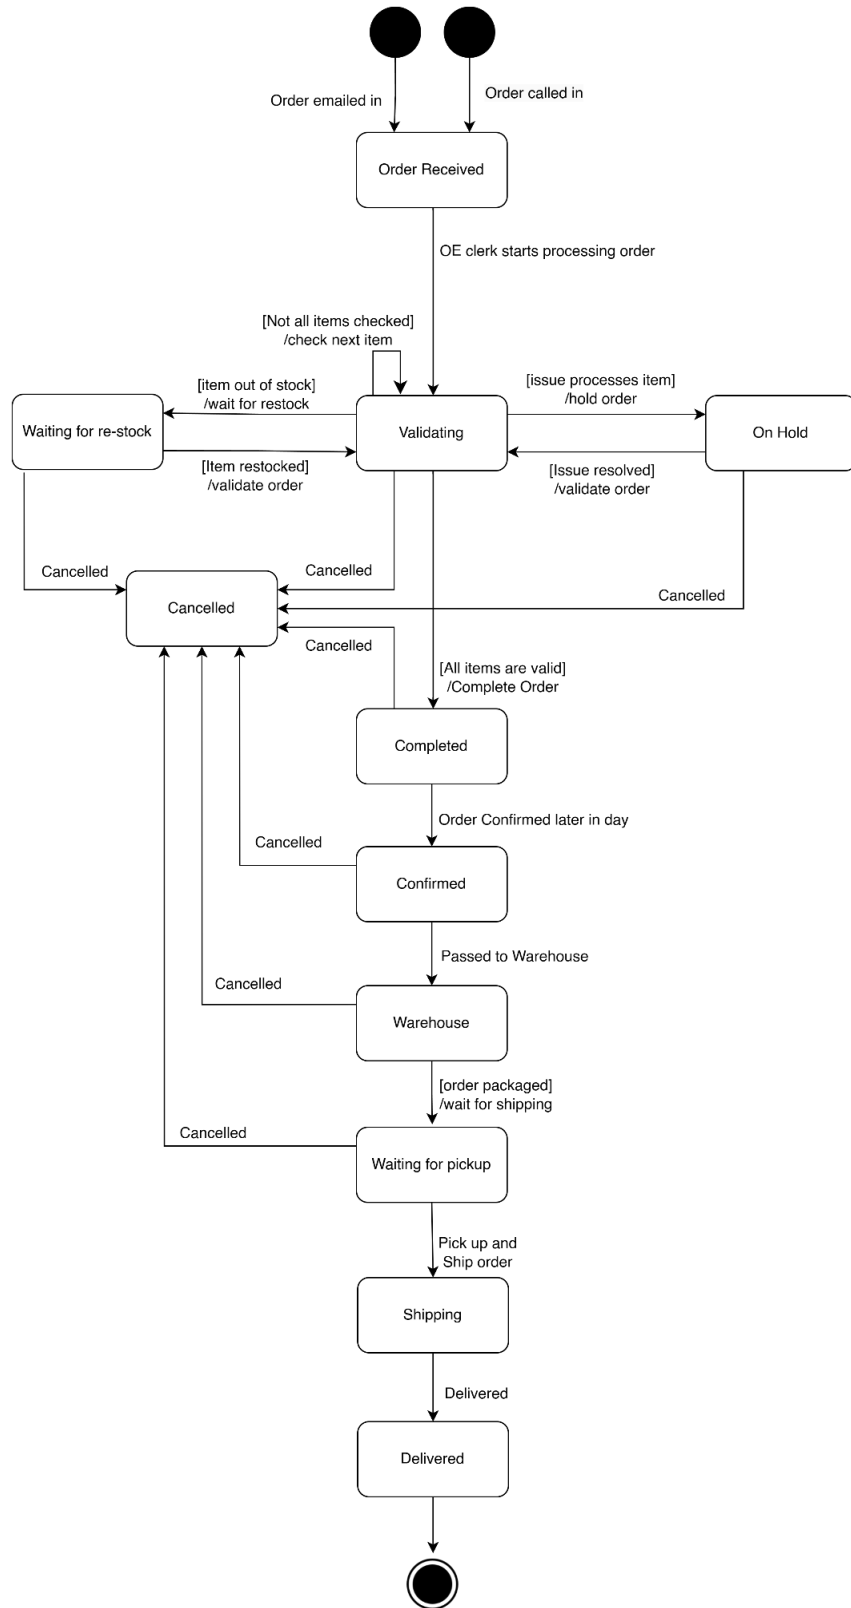 Order emailed in
Order called in
Order Received
OE clerk starts processing order
[Not all items checked]
/check next item
[item out of stock]
/wait for restock
[issue processes item]
/hold order
Waiting for re-stock
Validating
On Hold
[Item restocked]
/validate order
[Issue resolved]
/validate order
Cancelled
Cancelled
Cancelled
Cancelled
Cancelled
[All items are valid]
/Complete Order
Completed
Order Confirmed later in day
Cancelled
Confirmed
Passed to Warehouse
Cancelled
Warehouse
[order packaged]
/wait for shipping
Cancelled
Waiting for pickup
Pick up and
Ship order
Shipping
Delivered
Delivered